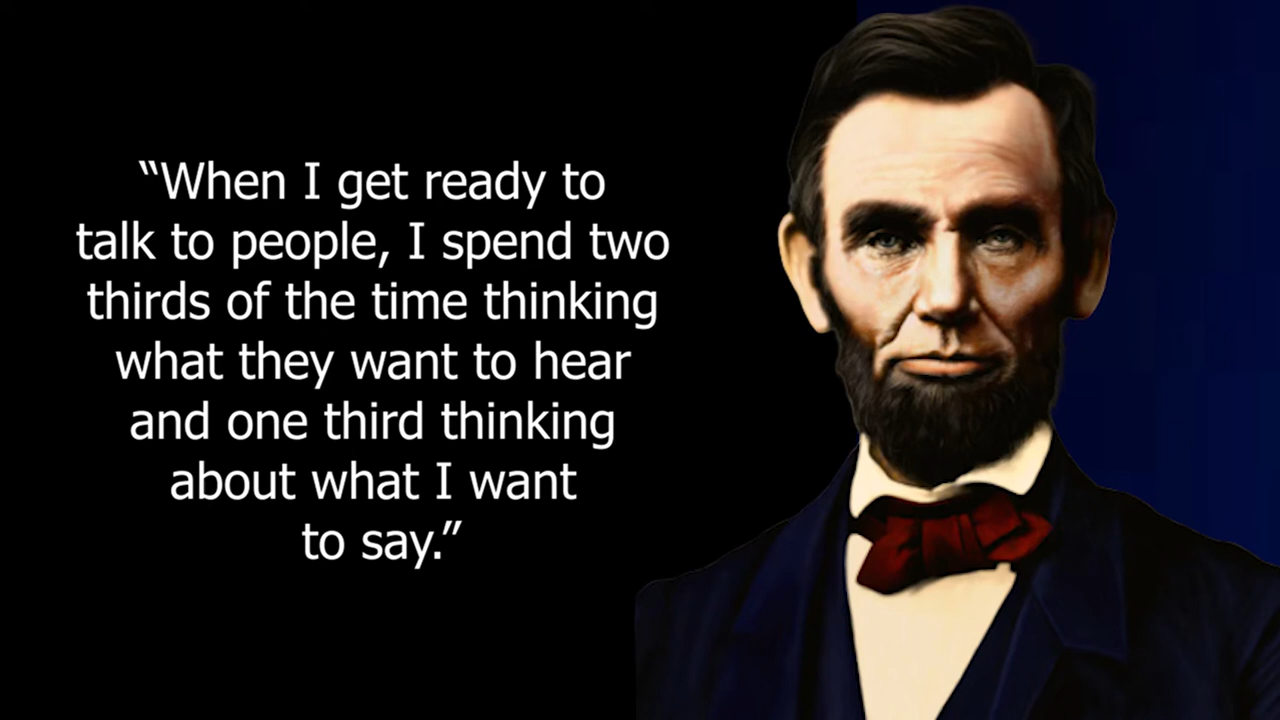 “When I get ready to
talk to people, I spend two
thirds of the time thinking
what they want to hear
and one third thinking
about what I want
to say.”